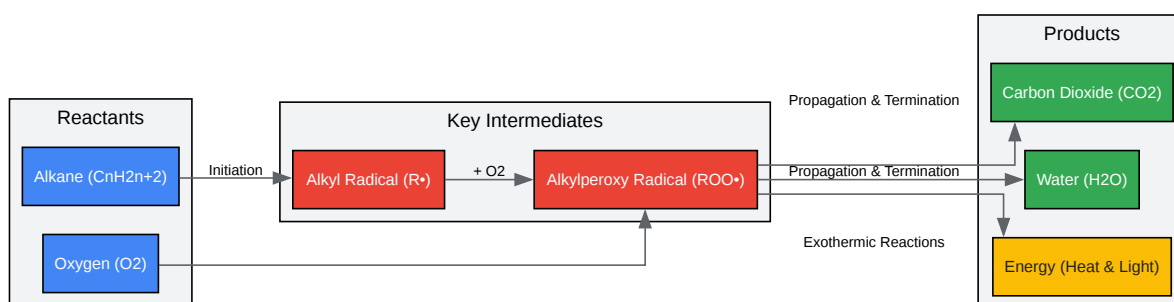 Reactants
Alkane (CnH2n+2)
Oxygen (O2)
Initiation
Key Intermediates
Alkyl Radical (R•)
+ O2
Alkylperoxy Radical (ROO•)
Propagation & Termination
Propagation & Termination
Exothermic Reactions
Products
Carbon Dioxide (CO2)
Water (H2O)
Energy (Heat & Light)